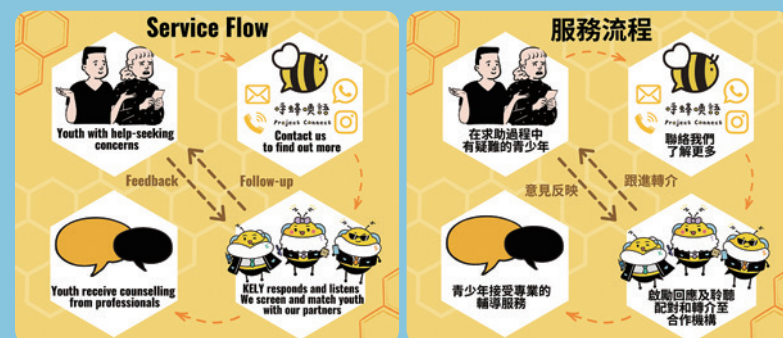 Service Flow
Youth with help-seeking
concerns
呼蜂喚語
Project Connect
Contact us
to find out more
Feedback
Follow-up
Youth receive counselling
from professionals
KELY responds and listens
We screen and match youth
with our partners
服務流程
在求助過程中
有疑難的青少年
呼蜂喚語
Project Connect
聯絡我們
了解更多
意見反映
跟進轉介
青少年接受專業的
輔導服務
啟勵回應及聆聽
配對和轉介至
合作機構